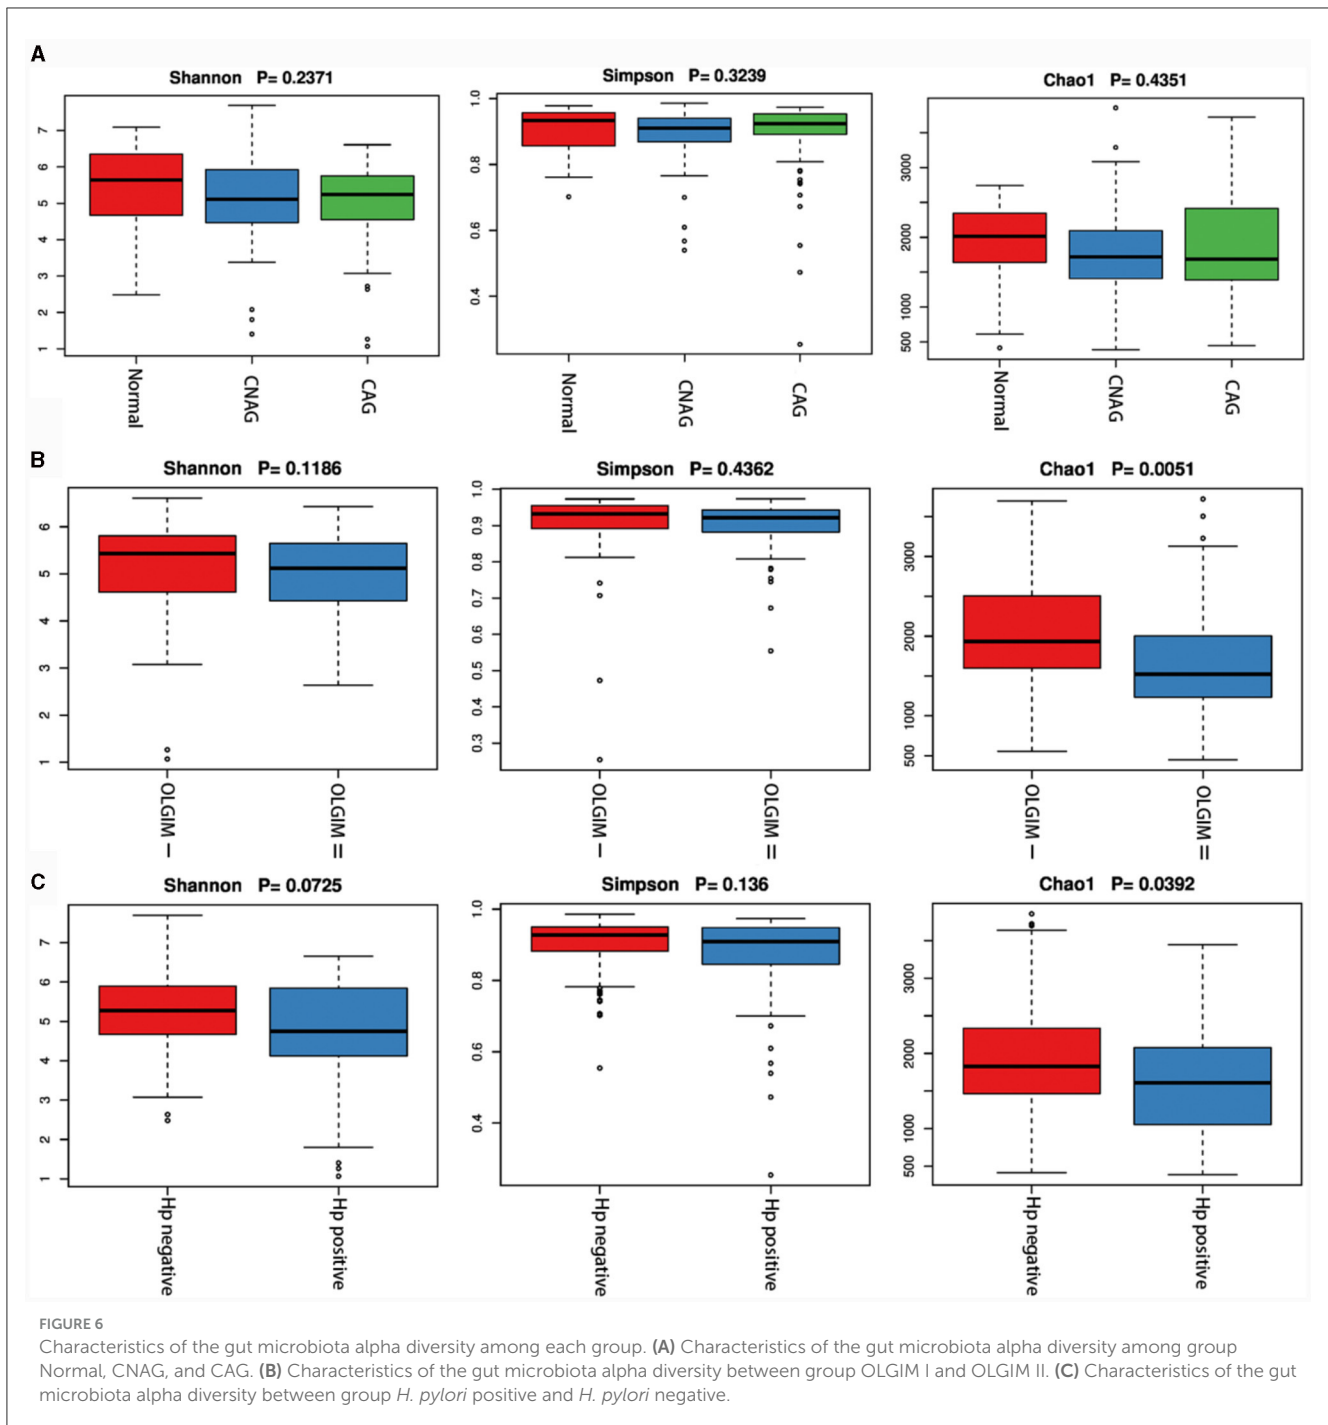 A
Shannon P= 0.2371
Simpson P= 0.3239
Chao1 P= 0.4351
7
6
5
4
3
2
1
1.0
0.8
0.6
0.4
3000
2000
1000
500
Normal
CNAG
CAG
Normal
CNAG
CAG
Normal
CNAG
CAG
B
Shannon P= 0.1186
Simpson P= 0.4362
Chao1 P= 0.0051
6
5
4
3
2
1
1.0
0.9
0.8
0.7
0.6
0.5
0.4
0.3
3000
2000
1000
500
OLGIM I
OLGIM II
OLGIM I
OLGIM II
OLGIM I
OLGIM II
C
Shannon P= 0.0725
Simpson P= 0.136
Chao1 P= 0.0392
7
6
5
4
3
2
1
1.0
0.8
0.6
0.4
3000
2000
1000
500
Hp negative
Hp positive
Hp negative
Hp positive
Hp negative
Hp positive
FIGURE 6
Characteristics of the gut microbiota alpha diversity among each group. (A) Characteristics of the gut microbiota alpha diversity among group
Normal, CNAG, and CAG. (B) Characteristics of the gut microbiota alpha diversity between group OLGIM I and OLGIM II. (C) Characteristics of the gut
microbiota alpha diversity between group H. pylori positive and H. pylori negative.